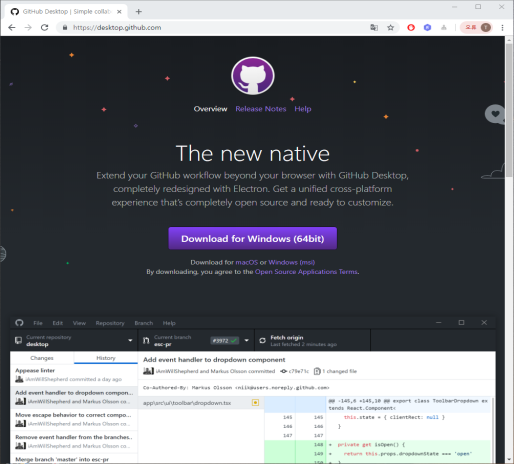 GitHub Desktop | Simple collab
https://desktop.github.com
Overview Release Notes Help
The new native
Extend your GitHub workflow beyond your browser with GitHub Desktop,
completely redesigned with Electron. Get a unified cross-platform
experience that's completely open source and ready to customize.
Download for Windows (64bit)
Download for macOS or Windows (msi)
By downloading, you agree to the Open Source Applications Terms.
File Edit View Repository Branch Help
Current repository
desktop
Current branch
esc-pr
#3972
Fetch origin
Last fetched 2 minutes ago
Changes History
Appease linter
iAmWillShepherd committed a day ago
Add event handler to dropdown compon...
iAmWillShepherd and Markus Olsson co...
Move escape behavior to correct compo...
iAmWillShepherd and Markus Olsson co...
Remove event handler from the branches..
iAmWillShepherd and Markus Olsson co...
Merge branch 'master' into esc-pr
Add event handler to dropdown component
iAmWillShepherd and Markus Olsson committed c79e71c 1 changed file
Co-Authored-By: Markus Olsson <niik@users.noreply.github.com>
app\src\ui\toolbar\dropdown.tsx
@@ -145,6 +145,10 @@ export class ToolbarDropdown ex
tends React.Component<
145 145 this.state = { clientRect: null }
146 146 }
147 147
148 + private get isOpen() {
149 + return this.props.dropdownState === 'open'
150 + }